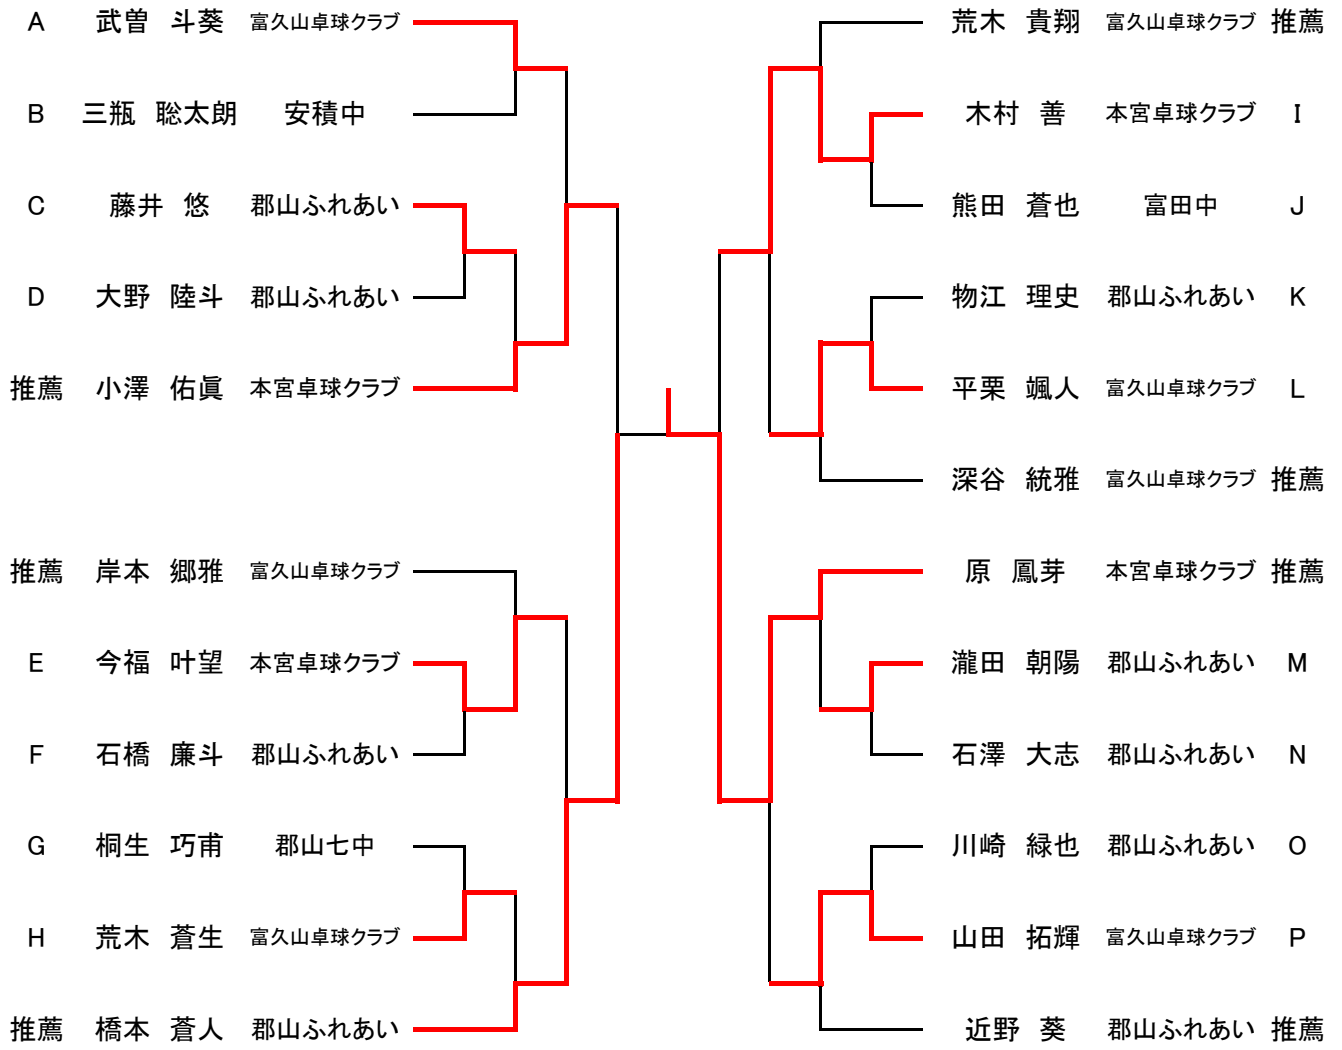 A 武曽 斗葵 富久山卓球クラブ
B 三瓶 聡太朗 安積中
C 藤井 悠 郡山ふれあい
D 大野 陸斗 郡山ふれあい
推薦 小澤 佑眞 本宮卓球クラブ
推薦 岸本 郷雅 富久山卓球クラブ
E 今福 叶望 本宮卓球クラブ
F 石橋 廉斗 郡山ふれあい
G 桐生 巧甫 郡山七中
H 荒木 蒼生 富久山卓球クラブ
推薦 橋本 蒼人 郡山ふれあい
荒木 貴翔 富久山卓球クラブ 推薦
木村 善 本宮卓球クラブ I
熊田 蒼也 富田中 J
物江 理史 郡山ふれあい K
平栗 颯人 富久山卓球クラブ L
深谷 統雅 富久山卓球クラブ 推薦
原 鳳芽 本宮卓球クラブ 推薦
瀧田 朝陽 郡山ふれあい M
石澤 大志 郡山ふれあい N
川崎 緑也 郡山ふれあい O
山田 拓輝 富久山卓球クラブ P
近野 葵 郡山ふれあい 推薦